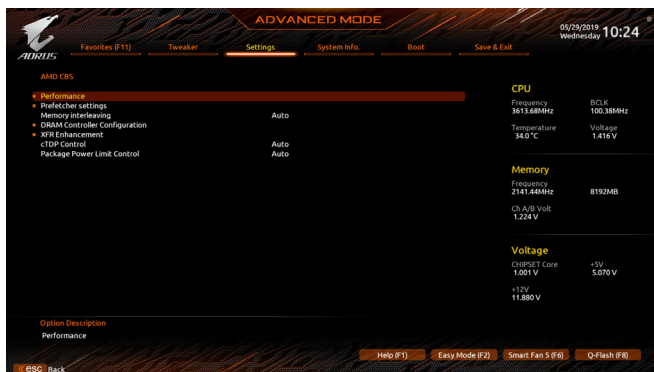 ADVANCED MODE
05/29/2019
Wednesday 10:24
AORUS
Favorites (F11) Tweaker Settings System Info. Boot Save & Exit
AMD CBS
Performance
Prefetcher settings
Memory interleaving Auto
DRAM Controller Configuration
XFR Enhancement
cTDP Control Auto
Package Power Limit Control Auto
CPU
Frequency BCLK
3613.68MHz 100.38MHz
Temperature Voltage
34.0 °C 1.416 V
Memory
Frequency
2141.44MHz 8192MB
Ch A/B Volt
1.224 V
Voltage
CHIPSET Core +5V
1.001 V 5.070 V
+12V
11.880 V
Option Description
Performance
Help (F1) Easy Mode (F2) Smart Fan 5 (F6) Q-Flash (F8)
esc Back